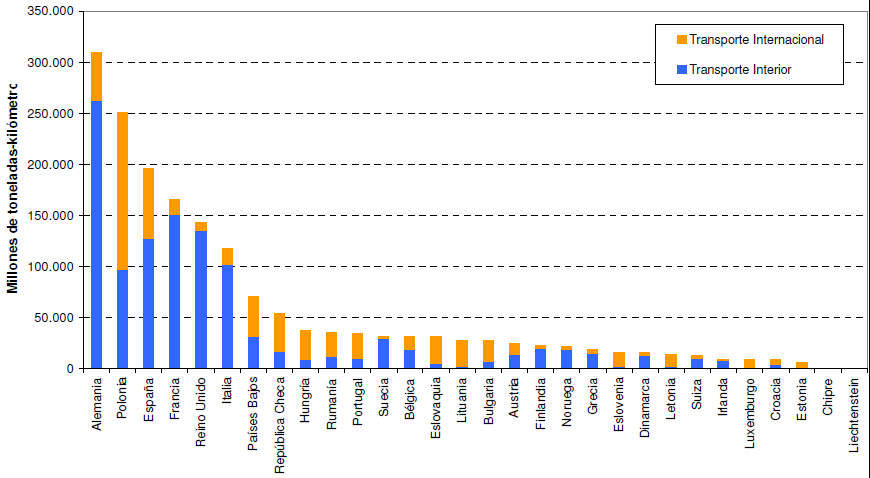 350.000
300.000
250.000
200.000
150.000
100.000
50.000
0
Millones de toneladas-kilómetro
Transporte Internacional
Transporte Interior
Alemania
Polonia
España
Francia
Reino Unido
Italia
Países Bajos
República Checa
Hungría
Rumanía
Portugal
Suecia
Bélgica
Eslovaquia
Lituania
Bulgaria
Austria
Finlandia
Noruega
Grecia
Eslovenia
Dinamarca
Letonia
Suiza
Irlanda
Luxemburgo
Croacia
Estonia
Chipre
Liechtenstein